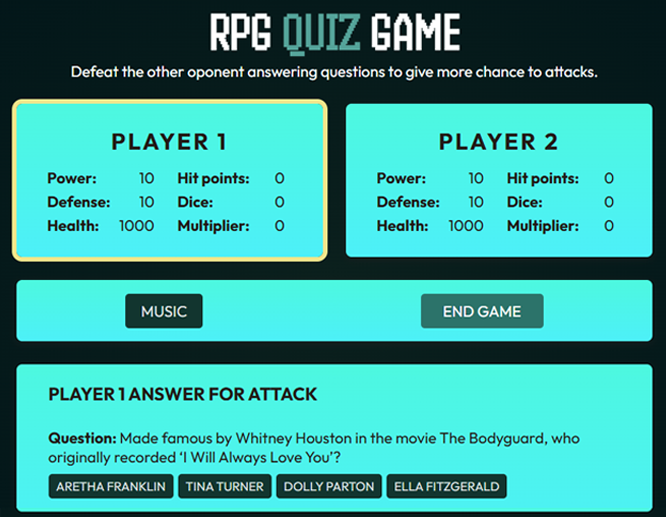 RPG QUIZ GAME
Defeat the other oponent answering questions to give more chance to attacks.
PLAYER 1
Power: 10 Hit points: 0
Defense: 10 Dice: 0
Health: 1000 Multiplier: 0
PLAYER 2
Power: 10 Hit points: 0
Defense: 10 Dice: 0
Health: 1000 Multiplier: 0
MUSIC
END GAME
PLAYER 1 ANSWER FOR ATTACK
Question: Made famous by Whitney Houston in the movie The Bodyguard, who
originally recorded ‘I Will Always Love You’?
ARETHA FRANKLIN TINA TURNER DOLLY PARTON ELLA FITZGERALD